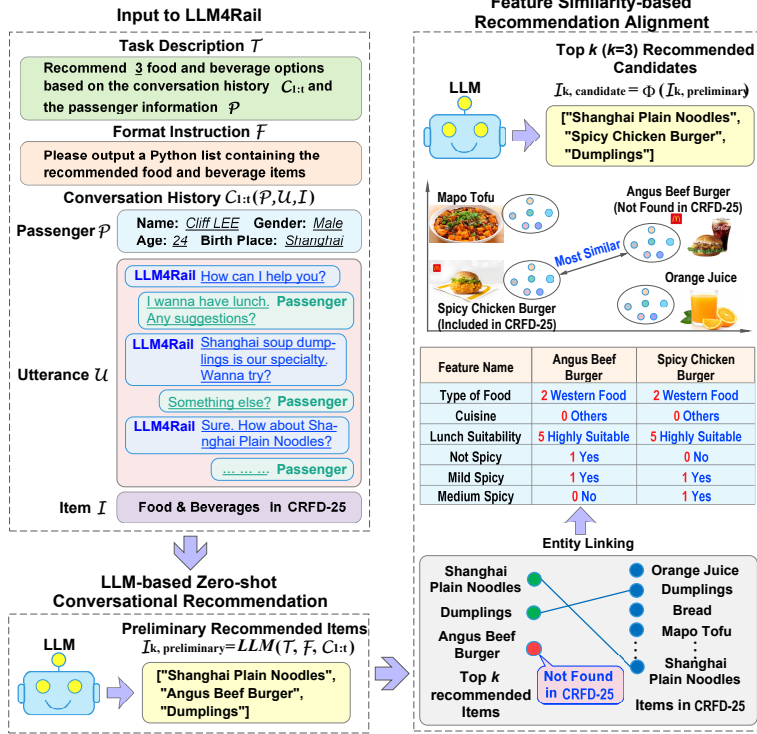 Input to LLM4Rail
Task Description 𝒯
Recommend 3 food and beverage options
based on the conversation history C1:t and
the passenger information 𝒫
Format Instruction ℱ
Please output a Python list containing the
recommended food and beverage items
Conversation History C1:t(𝒫,𝒰,ℐ)
Passenger 𝒫
Name: Cliff LEE Gender: Male
Age: 24 Birth Place: Shanghai
Utterance 𝒰
LLM4Rail How can I help you?
I wanna have lunch. Passenger
Any suggestions?
LLM4Rail Shanghai soup dump-
lings is our specialty.
Wanna try?
Something else? Passenger
LLM4Rail Sure. How about Sha-
nghai Plain Noodles?
... ... ... Passenger
Item ℐ
Food & Beverages in CRFD-25
LLM-based Zero-shot
Conversational Recommendation
LLM
Preliminary Recommended Items
ℐk, preliminary=LLM(𝒯, ℱ, C1:t)
["Shanghai Plain Noodles",
"Angus Beef Burger",
"Dumplings"]
Feature Similarity-based
Recommendation Alignment
LLM
Top k (k=3) Recommended
Candidates
ℐk, candidate = Φ (ℐk, preliminary)
["Shanghai Plain Noodles",
"Spicy Chicken Burger",
"Dumplings"]
Mapo Tofu
Angus Beef Burger
(Not Found in CRFD-25)
Most Similar
Spicy Chicken Burger
(Included in CRFD-25)
Orange Juice
Feature Name Angus Beef Burger Spicy Chicken Burger
Type of Food 2 Western Food 2 Western Food
Cuisine 0 Others 0 Others
Lunch Suitability 5 Highly Suitable 5 Highly Suitable
Not Spicy 1 Yes 0 No
Mild Spicy 1 Yes 1 Yes
Medium Spicy 0 No 1 Yes
Entity Linking
Shanghai
Plain Noodles
Dumplings
Angus Beef
Burger
Top k
recommended
Items
Not Found
in CRFD-25
Orange Juice
Dumplings
Bread
Mapo Tofu
Shanghai
Plain Noodles
Items in CRFD-25